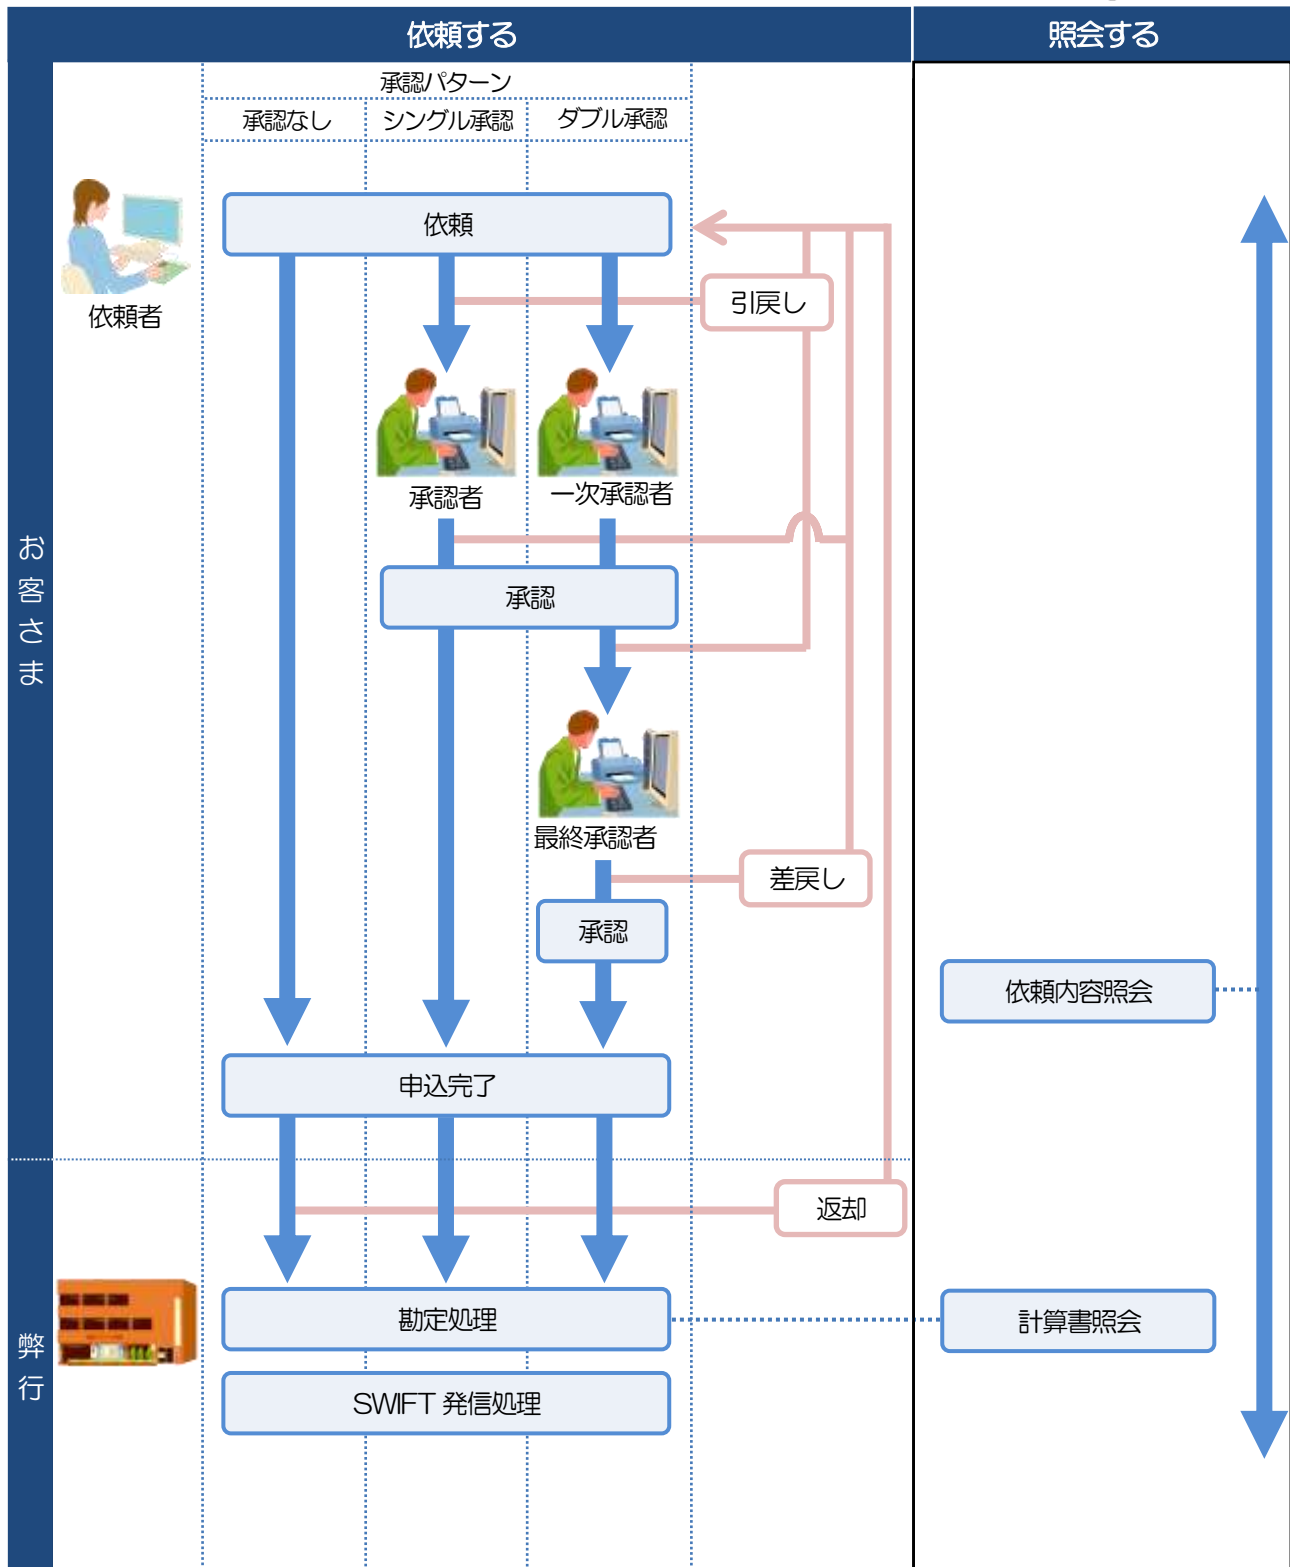 依頼する
照会する
承認パターン
承認なし
シングル承認
ダブル承認
依頼
依頼者
引戻し
承認者
一次承認者
お客さま
承認
最終承認者
差戻し
承認
依頼内容照会
申込完了
返却
弊行
勘定処理
計算書照会
SWIFT 発信処理